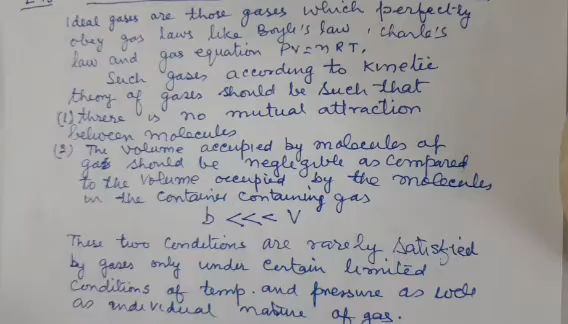 Ideal gases are those gases which perfectly
obey gas laws like Boyle's law, Charle's
law and gas equation PV=nRT.
Such gases according to Kinetic
theory of gases should be such that
(1) threre is no mutual attraction
between molecules
(2) The Volume accupied by molecules of
gas should be neglegible as Compared
to the Volume occupied by the molecules
in the Container containing gas
b <<< V
These two Conditions are rarely Satisfied
by gases only under Certain limited
Conditions of temp. and pressure as well
as individual nature of gas.